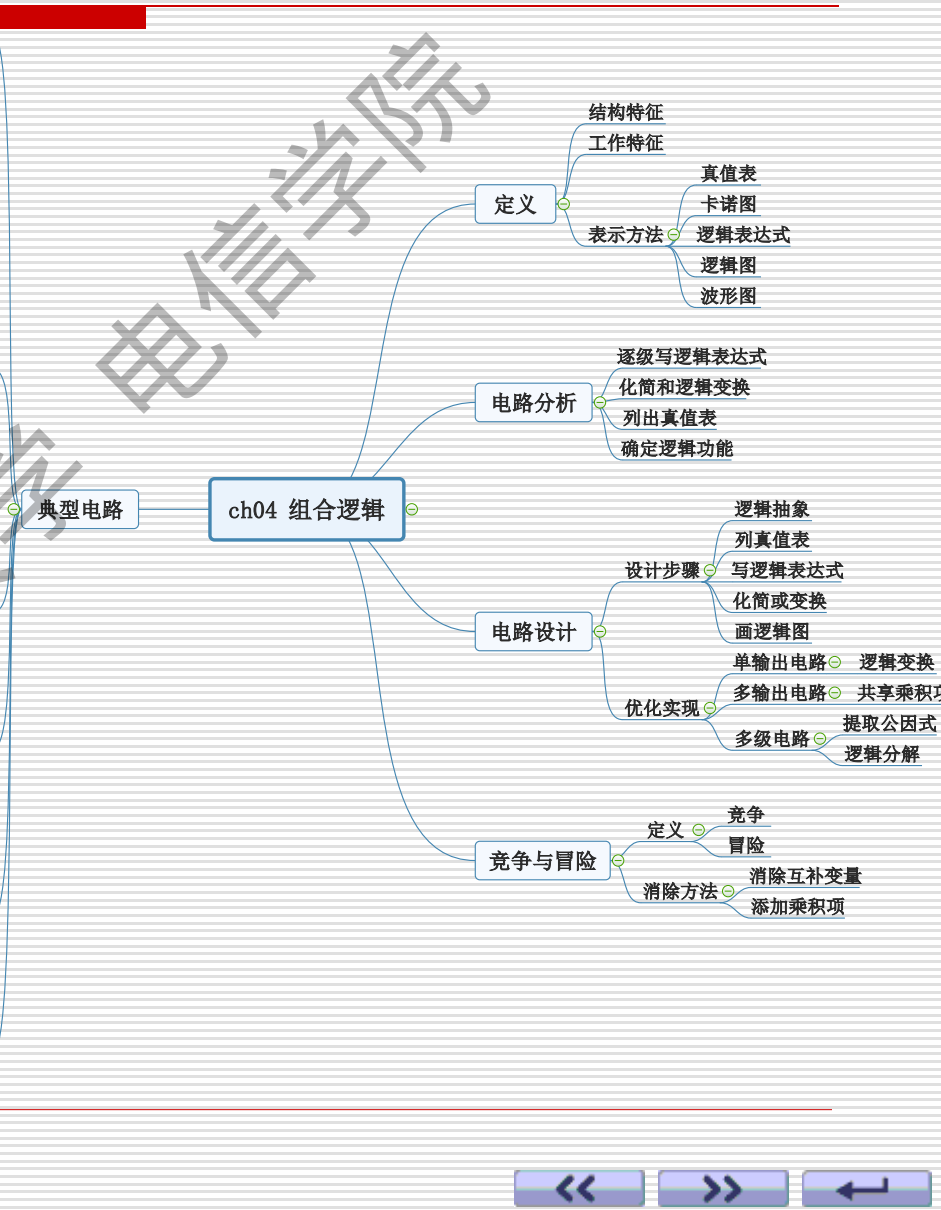 结构特征
工作特征
定义
表示方法
真值表
卡诺图
逻辑表达式
逻辑图
波形图
电路分析
逐级写逻辑表达式
化简和逻辑变换
列出真值表
确定逻辑功能
典型电路
ch04 组合逻辑
电路设计
设计步骤
逻辑抽象
列真值表
写逻辑表达式
化简或变换
画逻辑图
优化实现
单输出电路 逻辑变换
多输出电路 共享乘积项
多级电路
提取公因式
逻辑分解
竞争与冒险
定义
竞争
冒险
消除方法
消除互补变量
添加乘积项
学 电信学院